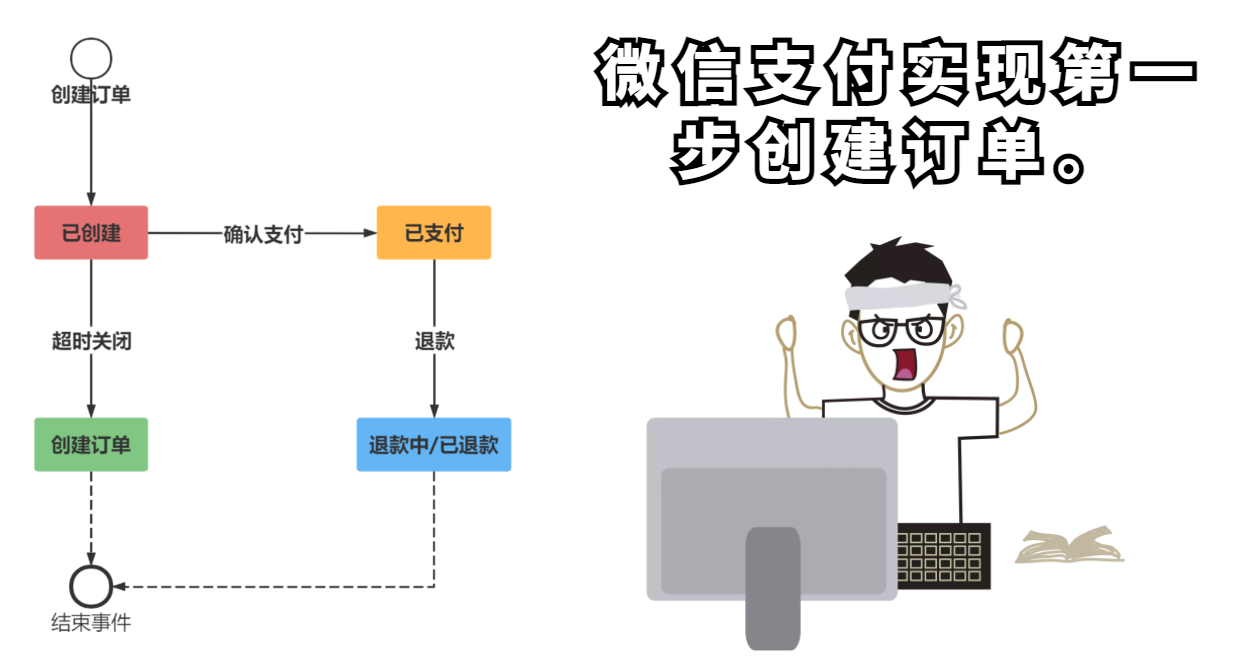 微信支付实现第一
步创建订单。
创建订单
已创建
确认支付
已支付
超时关闭
退款
创建订单
退款中/已退款
结束事件